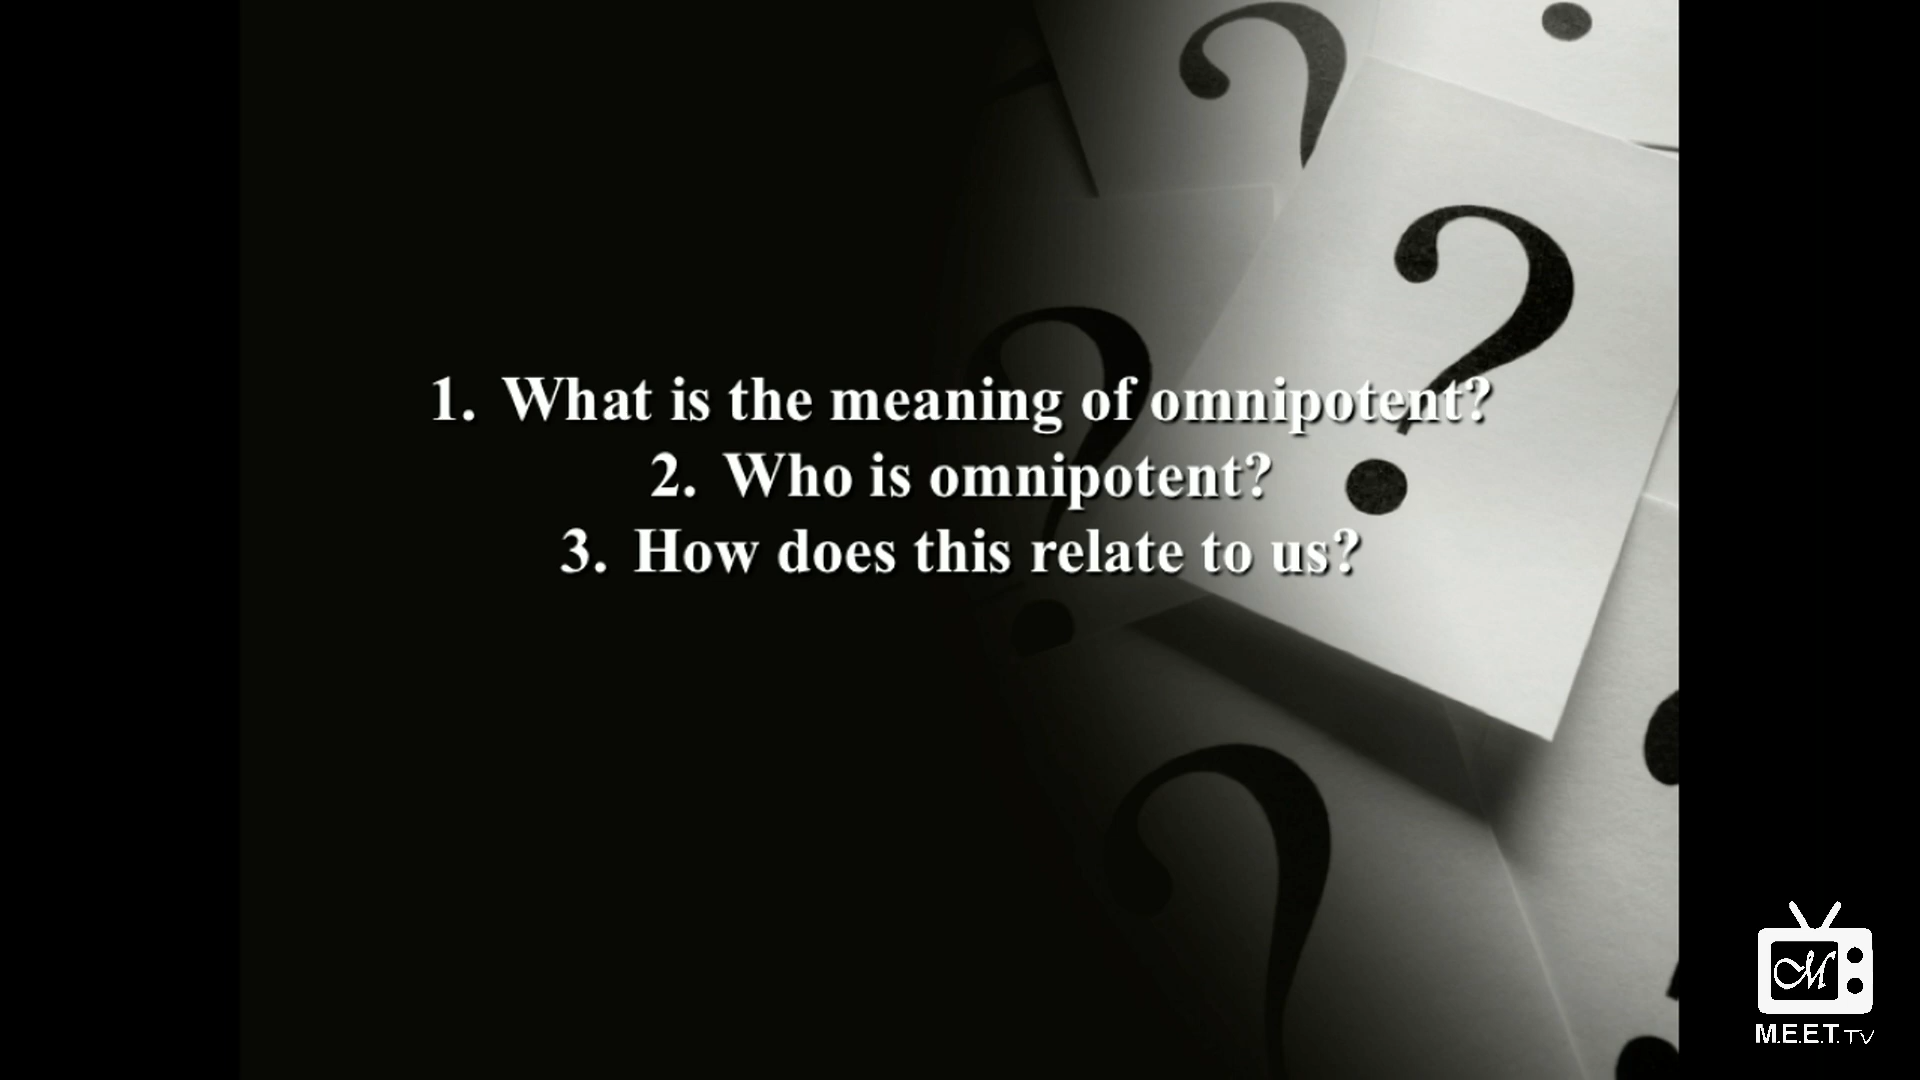 1. What is the meaning of omnipotent?
2. Who is omnipotent?
3. How does this relate to us?
M
M.E.E.T.TV